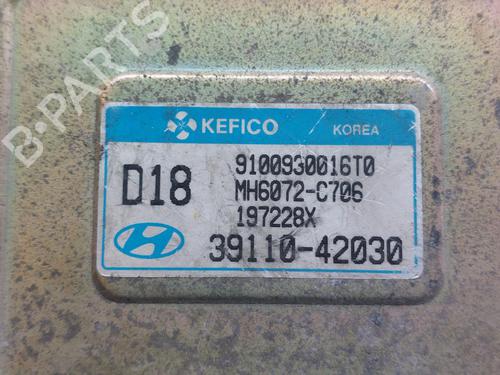 B-PARTS
KEFICO KOREA
D18
9100930016T0
MH6072-C706
197228X
39110-42030